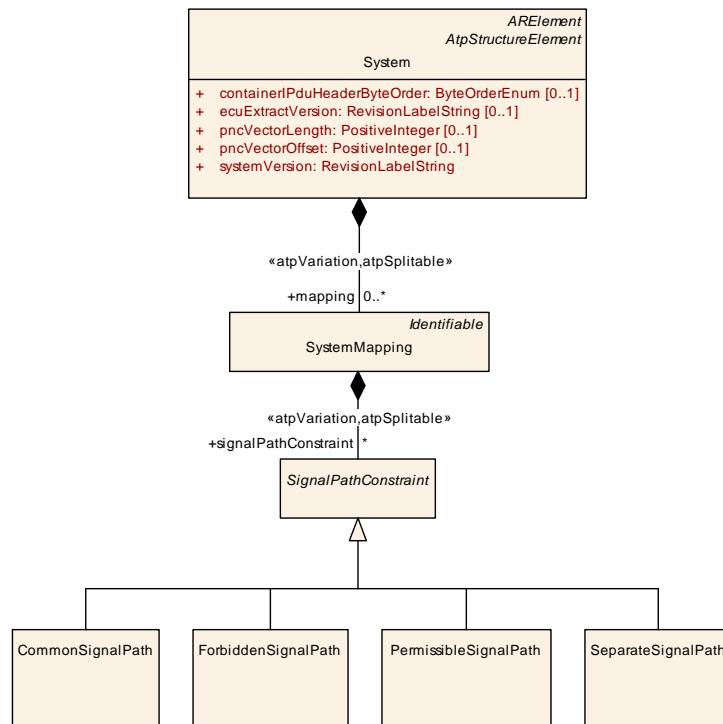 ARElement
AtpStructureElement
System
+ containerIPduHeaderByteOrder: ByteOrderEnum [0..1]
+ ecuExtractVersion: RevisionLabelString [0..1]
+ pncVectorLength: PositiveInteger [0..1]
+ pncVectorOffset: PositiveInteger [0..1]
+ systemVersion: RevisionLabelString
«atpVariation,atpSplitable»
+mapping 0..*
Identifiable
SystemMapping
«atpVariation,atpSplitable»
+signalPathConstraint *
SignalPathConstraint
CommonSignalPath ForbiddenSignalPath PermissibleSignalPath SeparateSignalPath